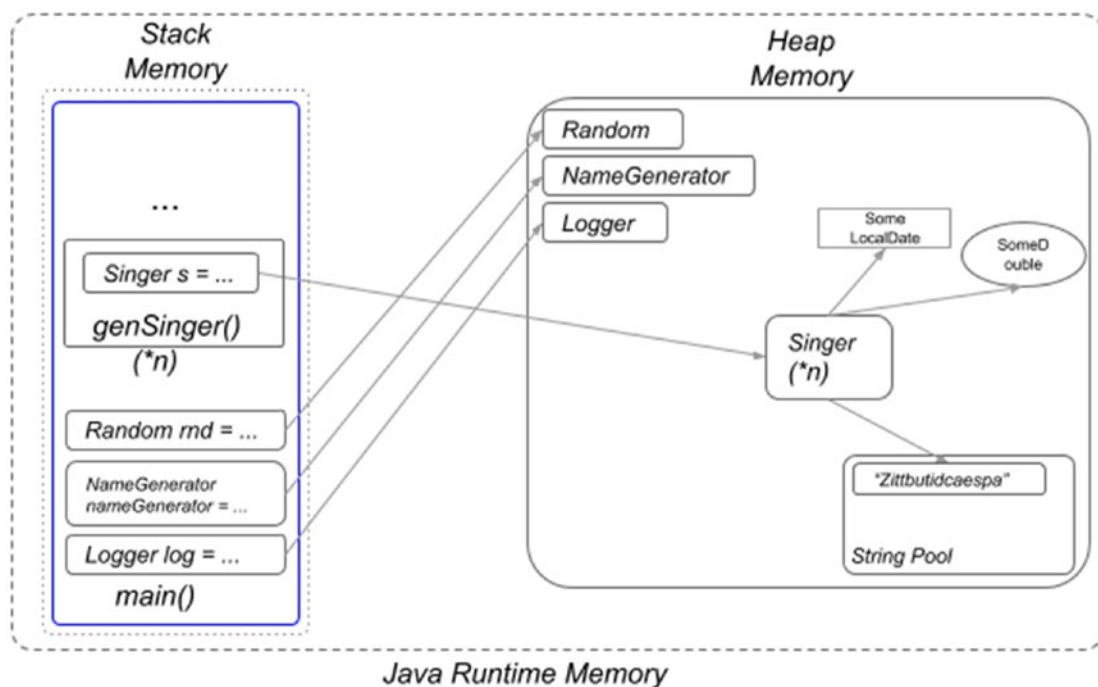 Stack
Memory
Heap
Memory
...
Singer s = ...
genSinger()
(*n)
Random rnd = ...
NameGenerator
nameGenerator = ...
Logger log = ...
main()
Random
NameGenerator
Logger
Some
LocalDate
SomeD
ouble
Singer
(*n)
"Zittbutidcaespa"
String Pool
Java Runtime Memory